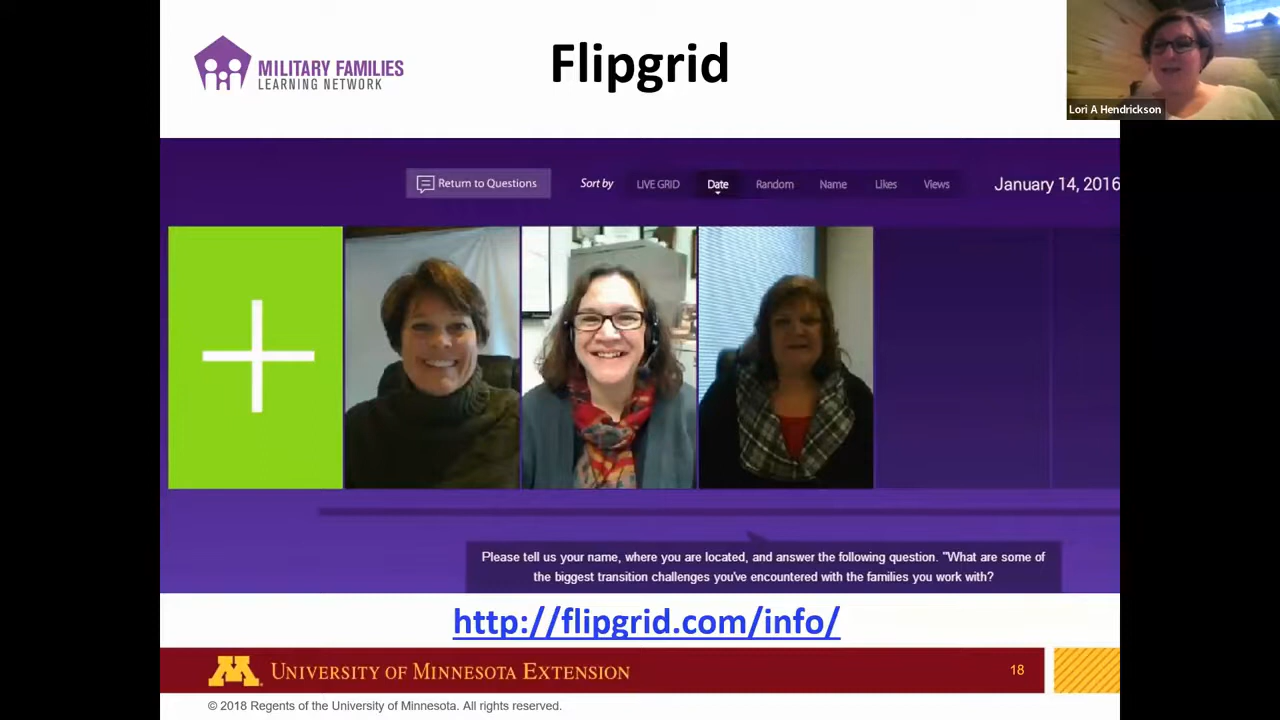 MILITARY FAMILIES
LEARNING NETWORK
Flipgrid
Lori A Hendrickson
Return to Questions
Sort by
LIVE GRID
Date
Random
Name
Likes
Views
January 14, 2016
Please tell us your name, where you are located, and answer the following question. "What are some of
the biggest transition challenges you've encountered with the families you work with?
http://flipgrid.com/info/
M
UNIVERSITY OF MINNESOTA EXTENSION
18
© 2018 Regents of the University of Minnesota. All rights reserved.